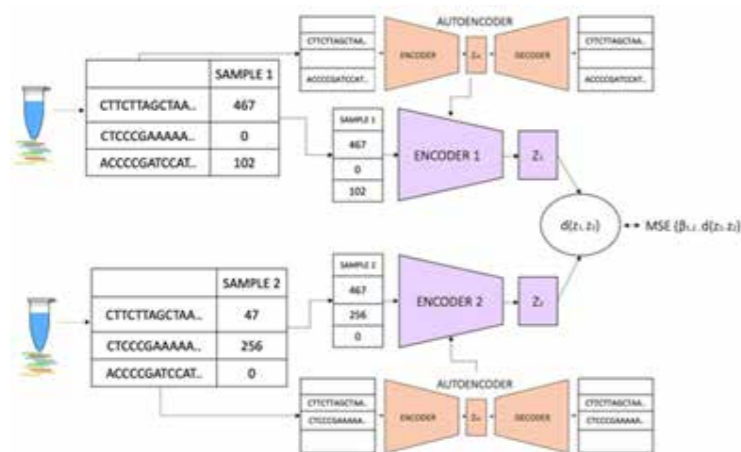 AUTOENCODER
CTTCTTAGCTAA..
ACCCCGATCCAT..
ENCODER
DECODER
CTTCTTAGCTAA..
ACCCCGATCCAT..
SAMPLE 1
CTTCTTAGCTAA.. 467
CTCCCGAAAAA.. 0
ACCCCGATCCAT.. 102
SAMPLE 1
467
0
102
ENCODER 1
Z₁
d(z₁,z₂)
MSE (β₁,₂, d(z₁,z₂)
SAMPLE 2
CTTCTTAGCTAA.. 47
CTCCCGAAAAA.. 256
ACCCCGATCCAT.. 0
SAMPLE 2
467
256
0
ENCODER 2
Z₂
AUTOENCODER
CTTCTTAGCTAA..
CTCCCGAAAAA..
ENCODER
DECODER
CTTCTTAGCTAA..
CTCCCGAAAAA..